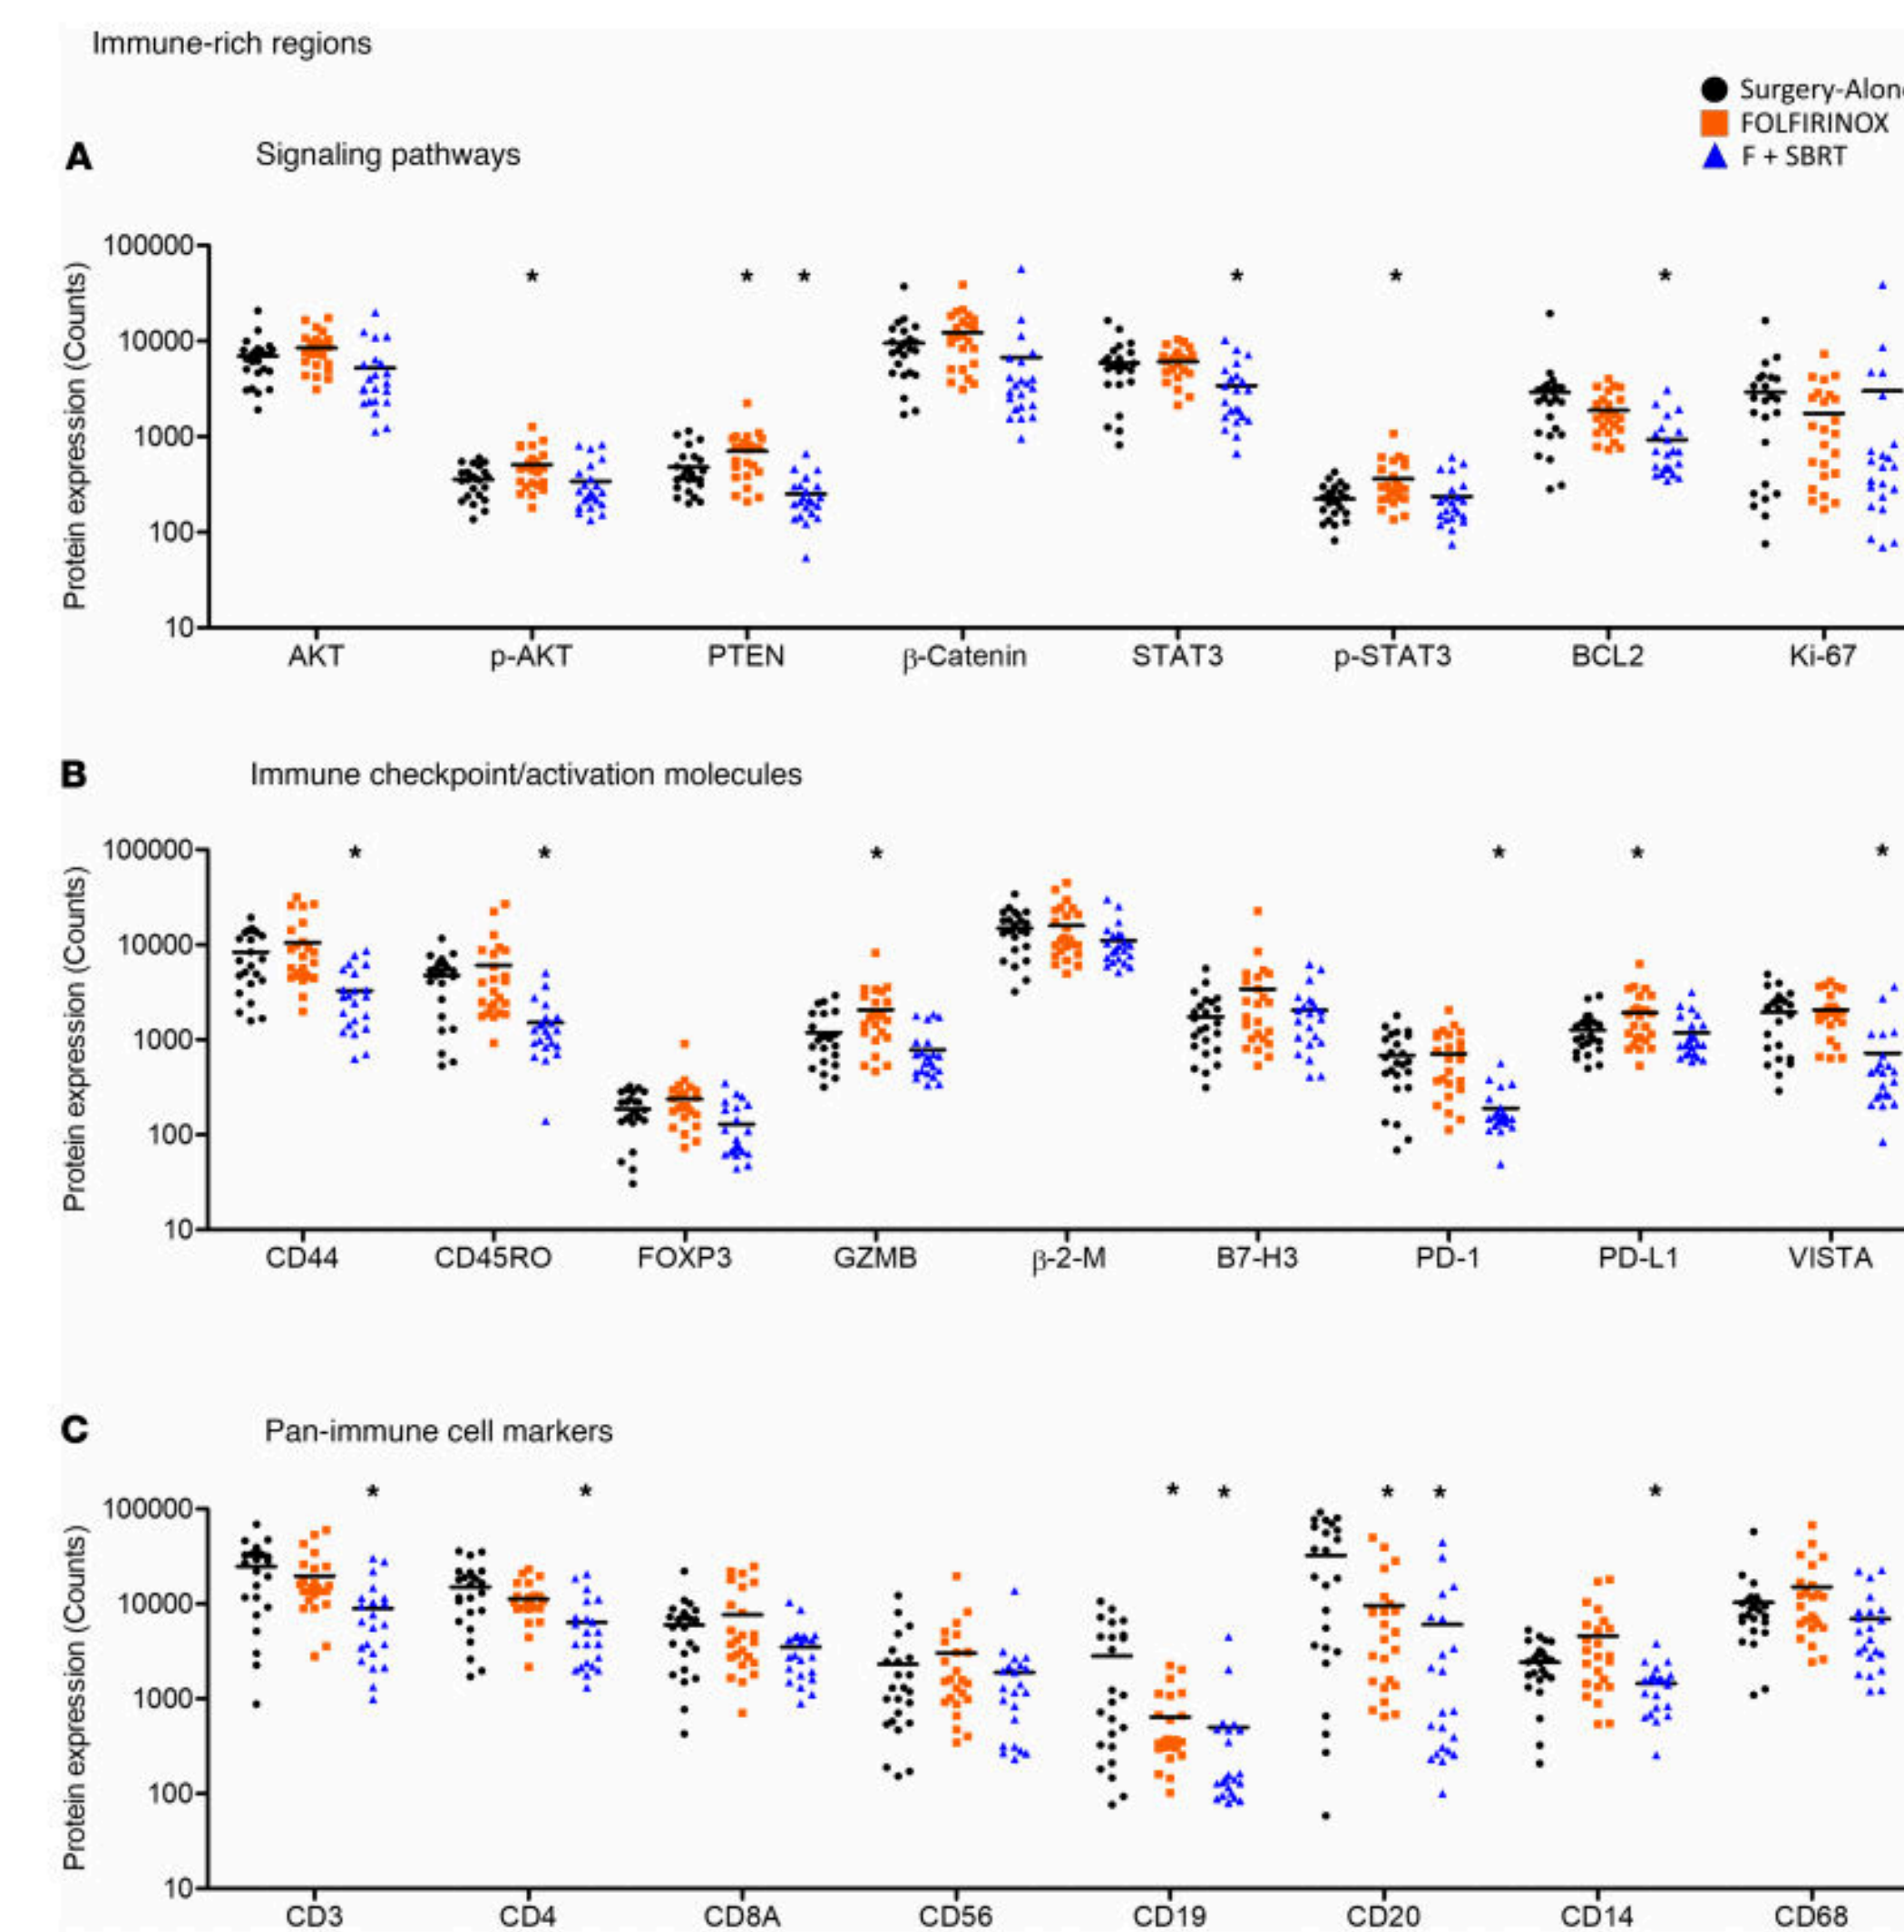 Immune-rich regions
Surgery-Alon
FOLFIRINOX
F + SBRT
A Signaling pathways
Protein expression (Counts)
100000
10000
1000
100
10
* * * * * *
AKT p-AKT PTEN β-Catenin STAT3 p-STAT3 BCL2 Ki-67
B Immune checkpoint/activation molecules
Protein expression (Counts)
100000
10000
1000
100
10
* * * * * *
CD44 CD45RO FOXP3 GZMB β-2-M B7-H3 PD-1 PD-L1 VISTA
C Pan-immune cell markers
Protein expression (Counts)
100000
10000
1000
100
10
* * * * * * *
CD3 CD4 CD8A CD56 CD19 CD20 CD14 CD68